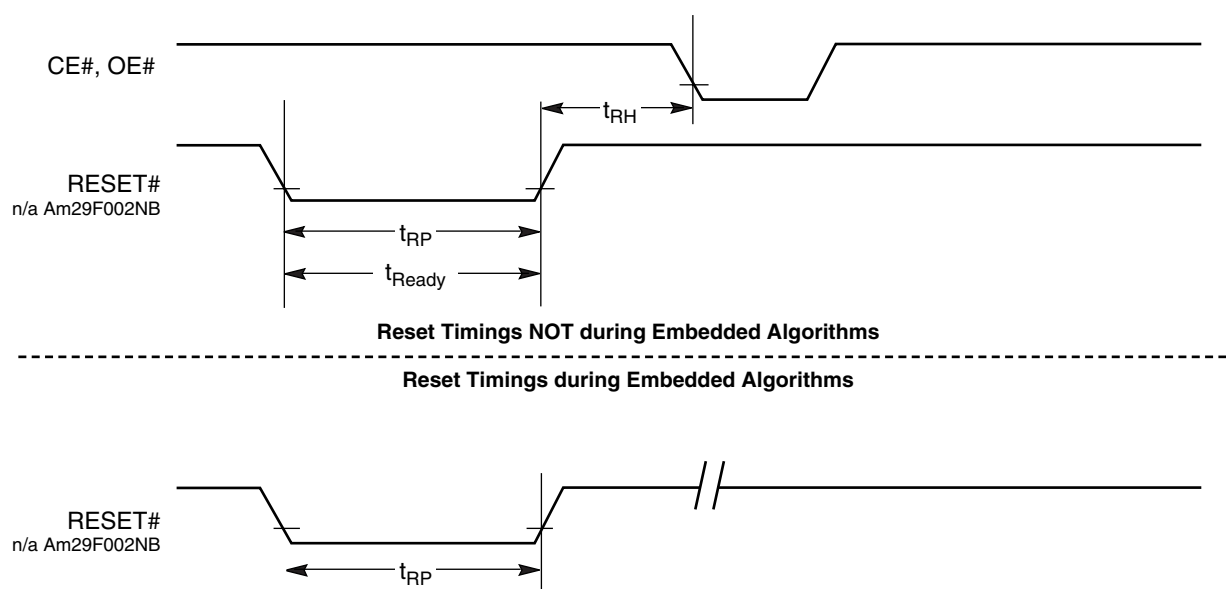 CE#, OE#
tRH
RESET#
n/a Am29F002NB
tRP
tReady
Reset Timings NOT during Embedded Algorithms
Reset Timings during Embedded Algorithms
RESET#
n/a Am29F002NB
tRP